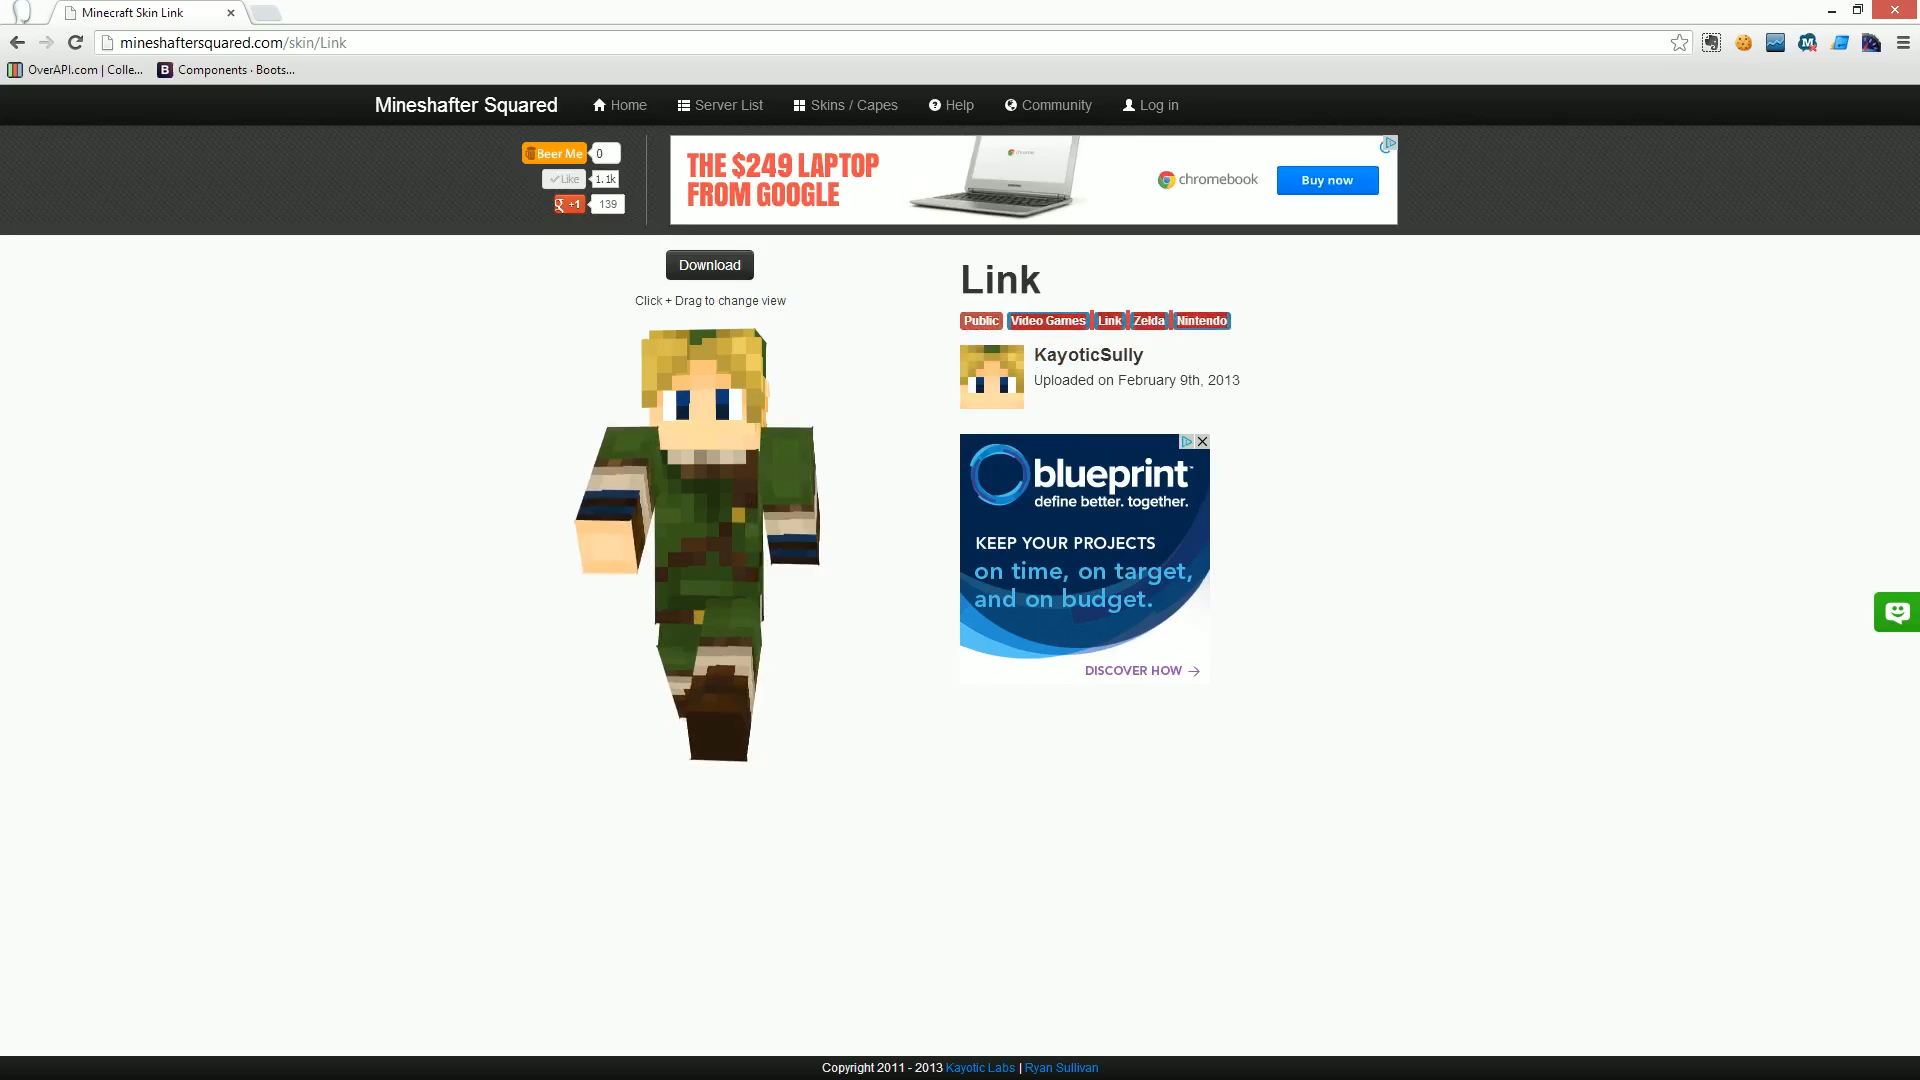 Minecraft Skin Link
mineshaftersquared.com/skin/Link
OverAPI.com | Colle...
Components · Boots...
Mineshafter Squared
Home
Server List
Skins / Capes
Help
Community
Log in
Beer Me 0
Like 1.1k
+1 139
THE $249 LAPTOP
FROM GOOGLE
chrome
chromebook
Buy now
Download
Click + Drag to change view
Link
Public Video Games Link Zelda Nintendo
KayoticSully
Uploaded on February 9th, 2013
blueprint™
define better. together.
KEEP YOUR PROJECTS
on time, on target,
and on budget.
DISCOVER HOW →
Copyright 2011 - 2013 Kayotic Labs | Ryan Sullivan